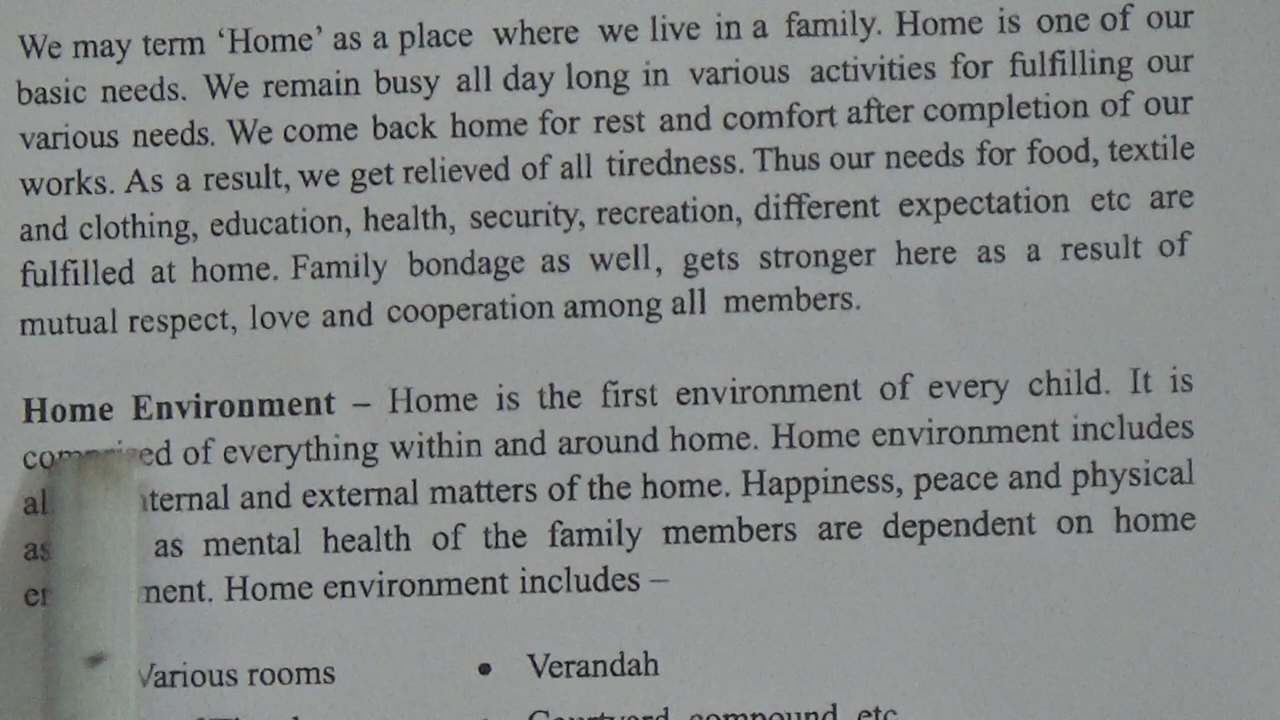 We may term ‘Home’ as a place where we live in a family. Home is one of our
basic needs. We remain busy all day long in various activities for fulfilling our
various needs. We come back home for rest and comfort after completion of our
works. As a result, we get relieved of all tiredness. Thus our needs for food, textile
and clothing, education, health, security, recreation, different expectation etc are
fulfilled at home. Family bondage as well, gets stronger here as a result of
mutual respect, love and cooperation among all members.
Home Environment – Home is the first environment of every child. It is
of everything within and around home. Home environment includes
and external matters of the home. Happiness, peace and physical
as mental health of the family members are dependent on home
Home environment includes –
Various rooms • Verandah
compound etc